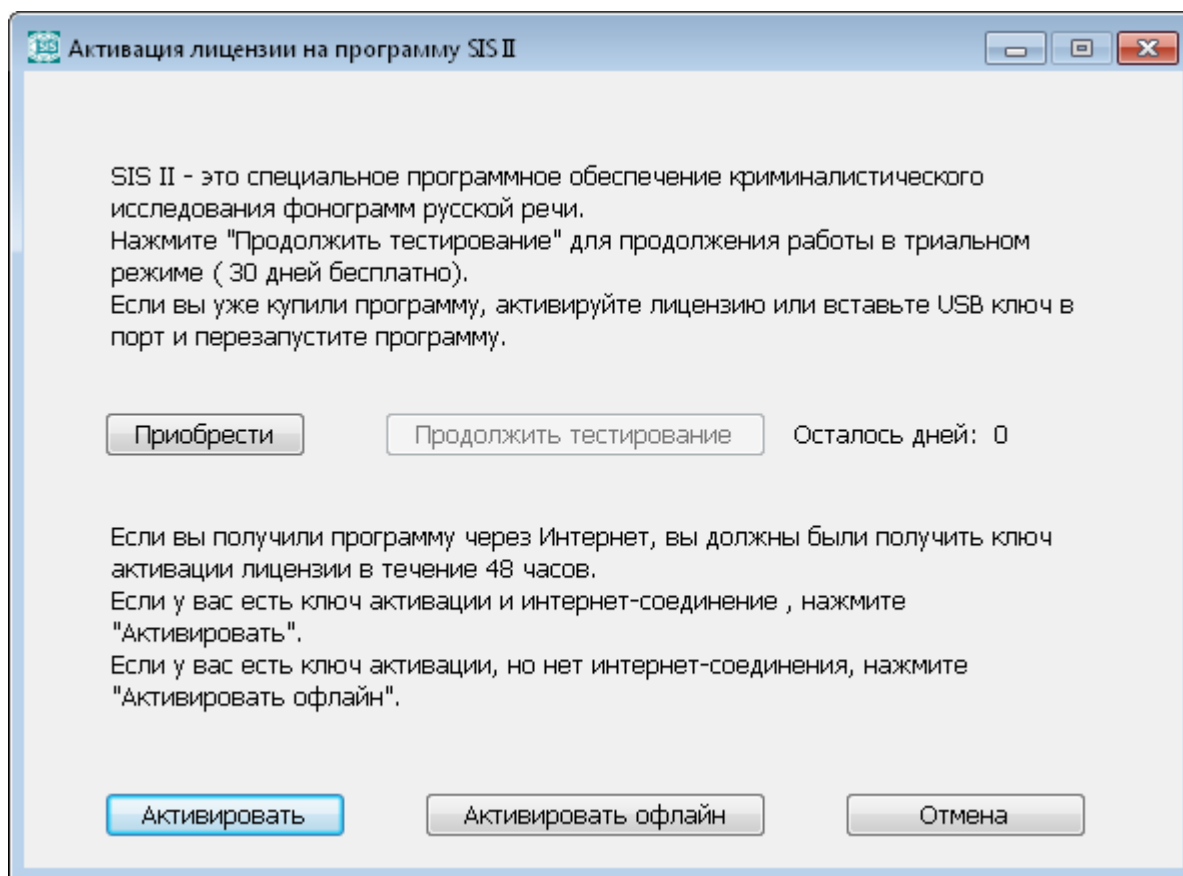 Активация лицензии на программу SIS II
SIS II - это специальное программное обеспечение криминалистического
исследования фонограмм русской речи.
Нажмите "Продолжить тестирование" для продолжения работы в триальном
режиме ( 30 дней бесплатно).
Если вы уже купили программу, активируйте лицензию или вставьте USB ключ в
порт и перезапустите программу.
Приобрести Продолжить тестирование Осталось дней: 0
Если вы получили программу через Интернет, вы должны были получить ключ
активации лицензии в течение 48 часов.
Если у вас есть ключ активации и интернет-соединение , нажмите
"Активировать".
Если у вас есть ключ активации, но нет интернет-соединения, нажмите
"Активировать офлайн".
Активировать Активировать офлайн Отмена